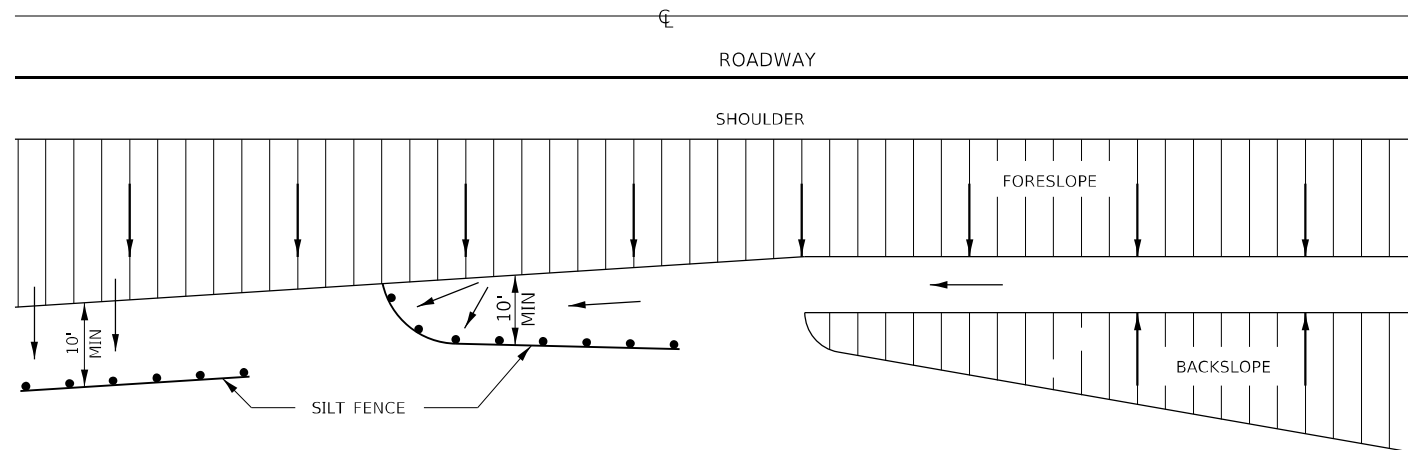 ℄
ROADWAY
SHOULDER
FORESLOPE
10'
MIN
10'
MIN
BACKSLOPE
SILT FENCE